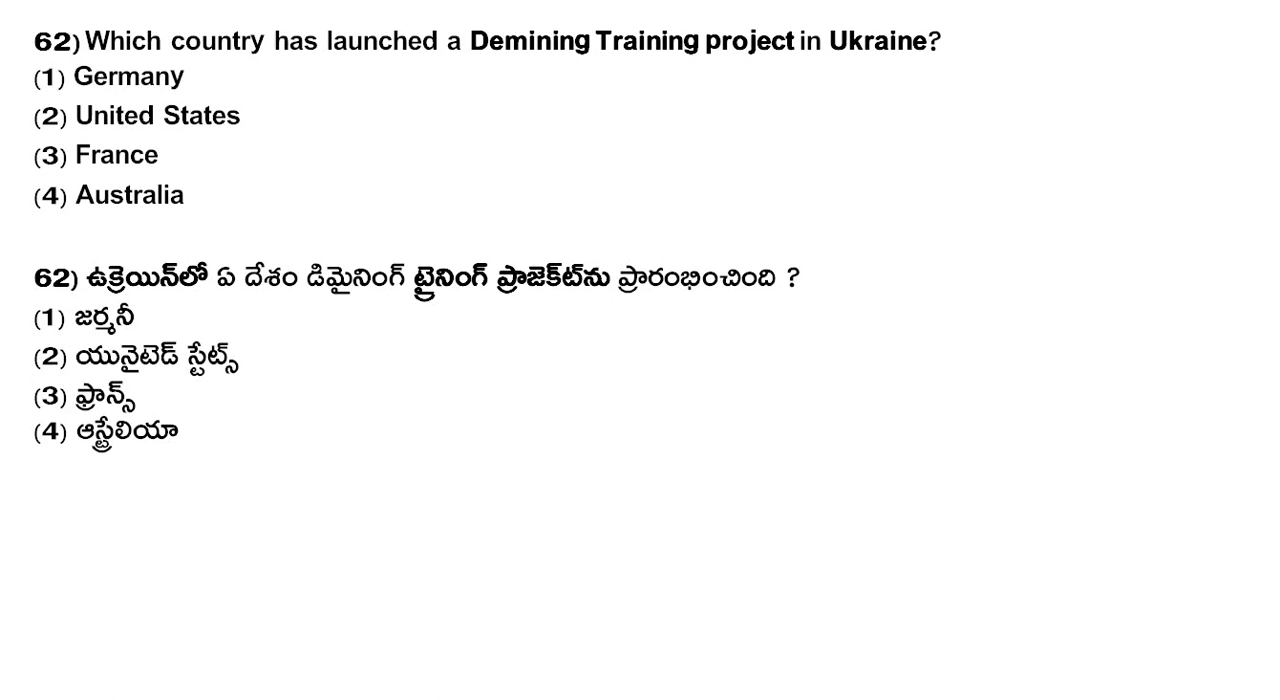 62) Which country has launched a Demining Training project in Ukraine?
(1) Germany
(2) United States
(3) France
(4) Australia
62) ఉక్రెయిన్‌లో ఏ దేశం డిమైనింగ్ ట్రైనింగ్ ప్రాజెక్ట్‌ను ప్రారంభించింది ?
(1) జర్మనీ
(2) యునైటెడ్ స్టేట్స్
(3) ఫ్రాన్స్
(4) ఆస్ట్రేలియా